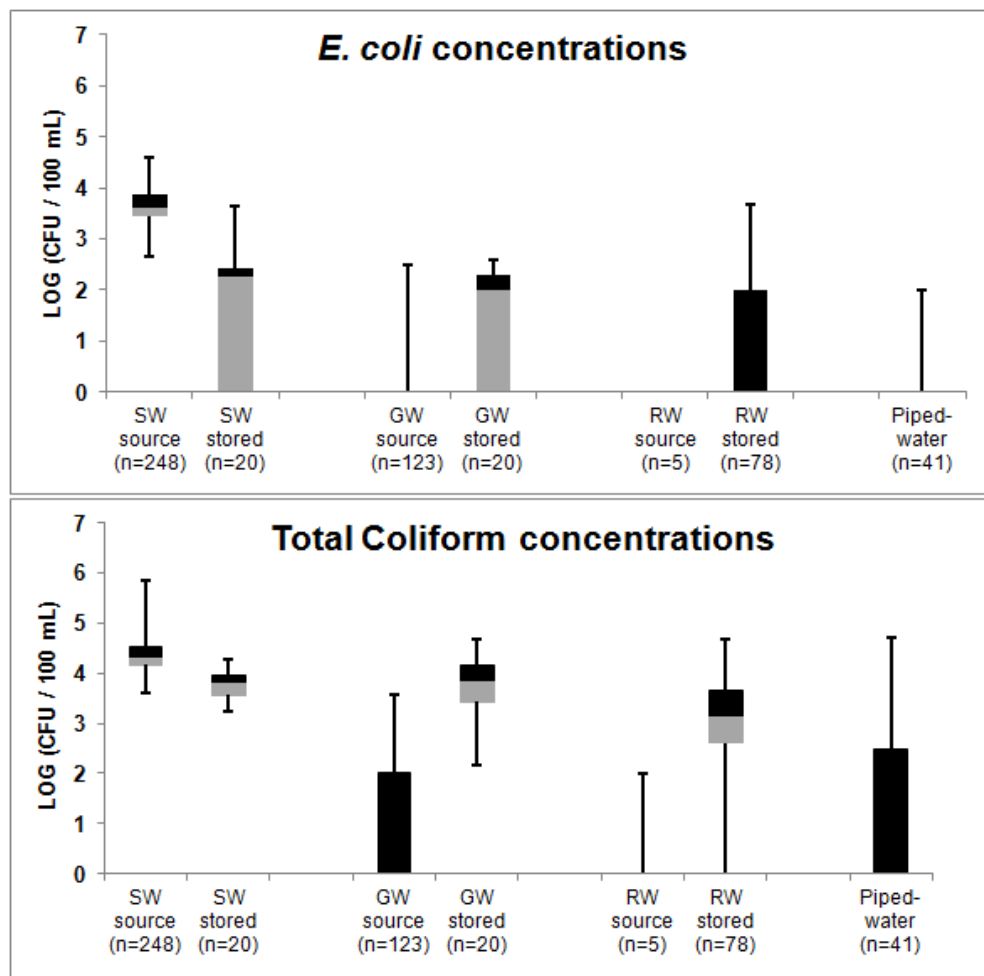 E. coli concentrations
LOG (CFU / 100 mL)
7
6
5
4
3
2
1
0
SW source (n=248)
SW stored (n=20)
GW source (n=123)
GW stored (n=20)
RW source (n=5)
RW stored (n=78)
Piped-water (n=41)
Total Coliform concentrations
LOG (CFU / 100 mL)
7
6
5
4
3
2
1
0
SW source (n=248)
SW stored (n=20)
GW source (n=123)
GW stored (n=20)
RW source (n=5)
RW stored (n=78)
Piped-water (n=41)